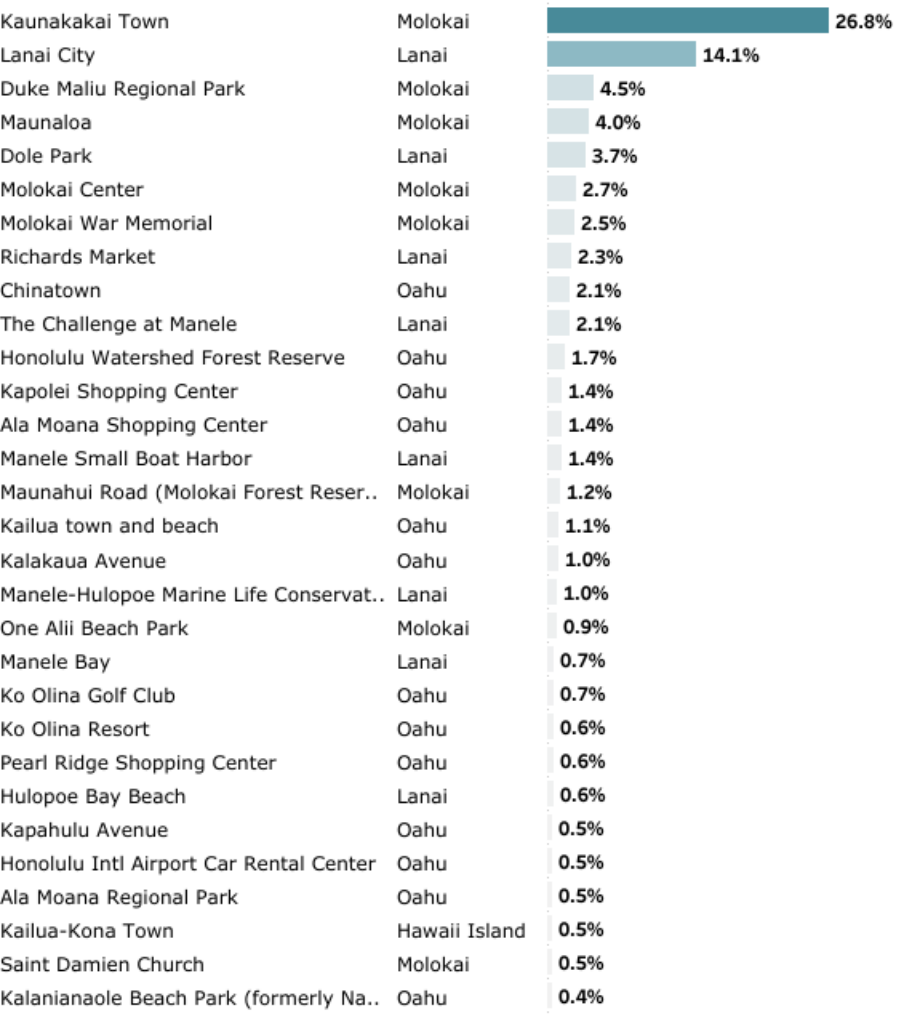 Kaunakakai Town Molokai 26.8%
Lanai City Lanai 14.1%
Duke Maliu Regional Park Molokai 4.5%
Maunaloa Molokai 4.0%
Dole Park Lanai 3.7%
Molokai Center Molokai 2.7%
Molokai War Memorial Molokai 2.5%
Richards Market Lanai 2.3%
Chinatown Oahu 2.1%
The Challenge at Manele Lanai 2.1%
Honolulu Watershed Forest Reserve Oahu 1.7%
Kapolei Shopping Center Oahu 1.4%
Ala Moana Shopping Center Oahu 1.4%
Manele Small Boat Harbor Lanai 1.4%
Maunahui Road (Molokai Forest Reser.. Molokai 1.2%
Kailua town and beach Oahu 1.1%
Kalakaua Avenue Oahu 1.0%
Manele-Hulopoe Marine Life Conservat.. Lanai 1.0%
One Alii Beach Park Molokai 0.9%
Manele Bay Lanai 0.7%
Ko Olina Golf Club Oahu 0.7%
Ko Olina Resort Oahu 0.6%
Pearl Ridge Shopping Center Oahu 0.6%
Hulopoe Bay Beach Lanai 0.6%
Kapahulu Avenue Oahu 0.5%
Honolulu Intl Airport Car Rental Center Oahu 0.5%
Ala Moana Regional Park Oahu 0.5%
Kailua-Kona Town Hawaii Island 0.5%
Saint Damien Church Molokai 0.5%
Kalanianaole Beach Park (formerly Na.. Oahu 0.4%